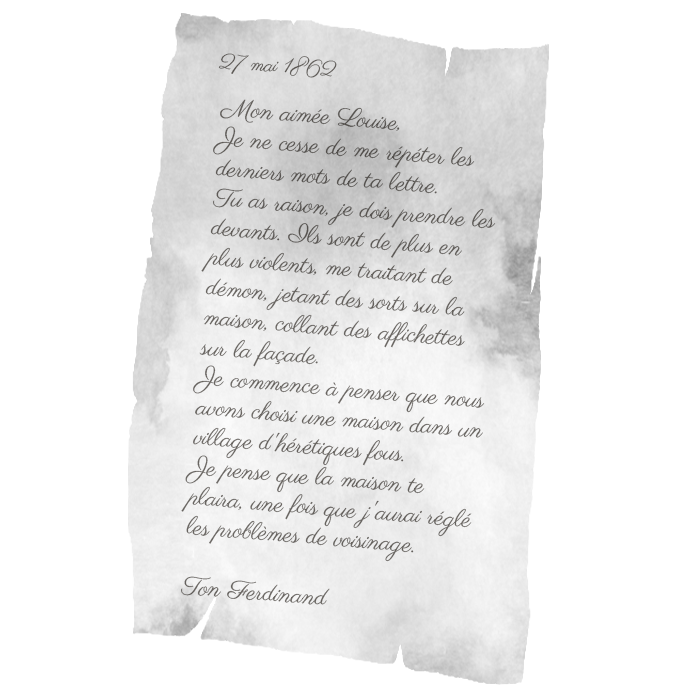 27 mai 1862
Mon aimée Louise,
Je ne cesse de me répéter les
derniers mots de ta lettre.
Tu as raison, je dois prendre les
devants. Ils sont de plus en
plus violents, me traitant de
démon, jetant des sorts sur la
maison, collant des affichettes
sur la façade.
Je commence à penser que nous
avons choisi une maison dans un
village d'hérétiques fous.
Je pense que la maison te
plaira, une fois que j'aurai réglé
les problèmes de voisinage.
Ton Ferdinand